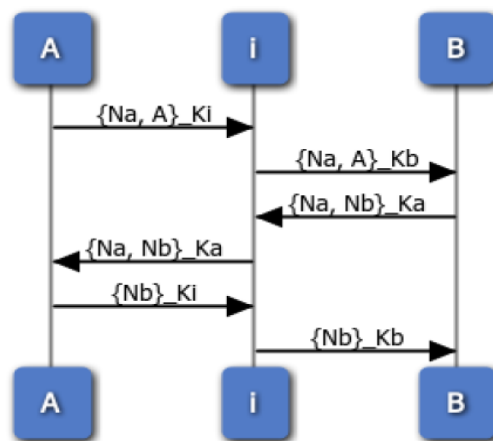 A i B
{Na, A}_Ki
{Na, A}_Kb
{Na, Nb}_Ka
{Na, Nb}_Ka
{Nb}_Ki
{Nb}_Kb
A i B